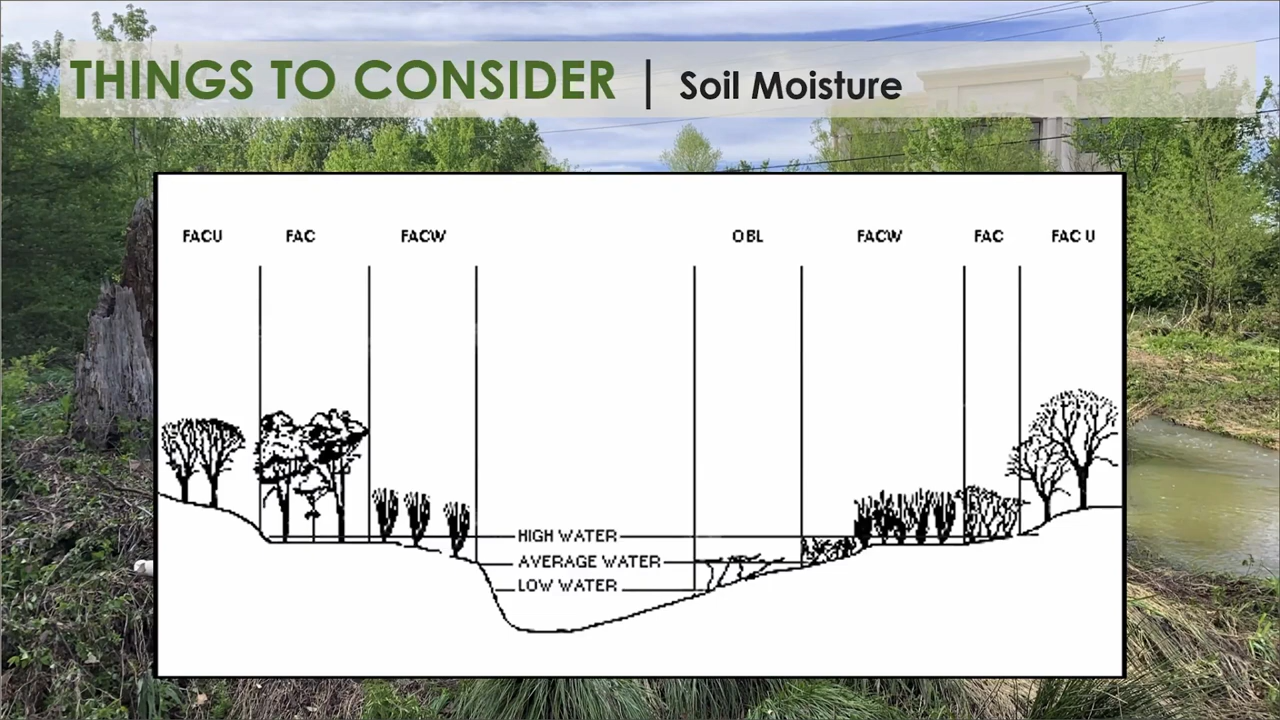 THINGS TO CONSIDER | Soil Moisture
FACU FAC FACW OBL FACW FAC FAC U
HIGH WATER
AVERAGE WATER
LOW WATER